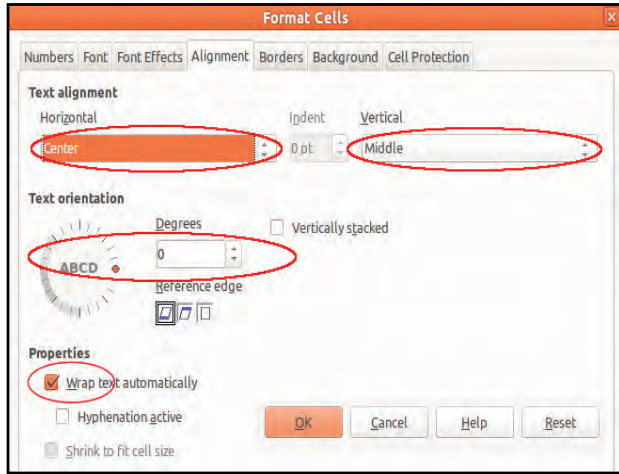 Format Cells
Numbers Font Font Effects Alignment Borders Background Cell Protection
Text alignment
Horizontal Indent Vertical
Center 0 pt Middle
Text orientation
Degrees Vertically stacked
ABCD 0
Reference edge
Properties
Wrap text automatically
Hyphenation active OK Cancel Help Reset
Shrink to fit cell size